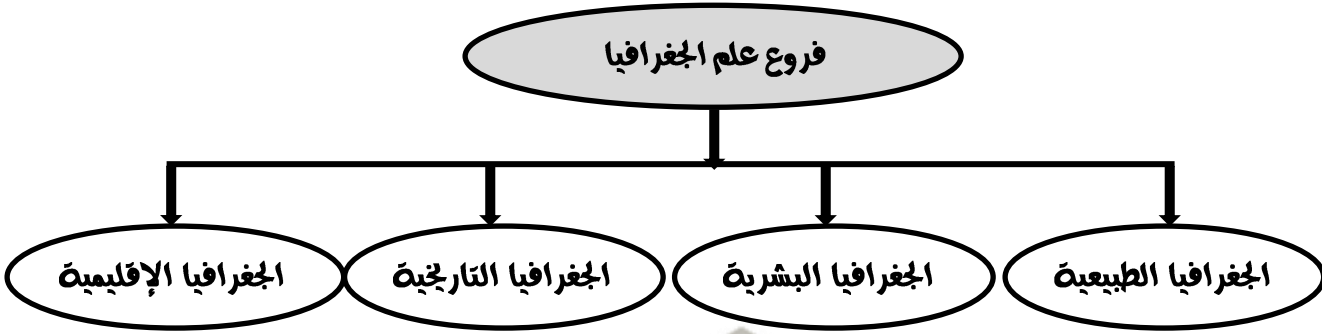 فروع علم الجغرافيا
الجغرافيا الطبيعية
الجغرافيا البشرية
الجغرافيا التاريخية
الجغرافيا الإقليمية